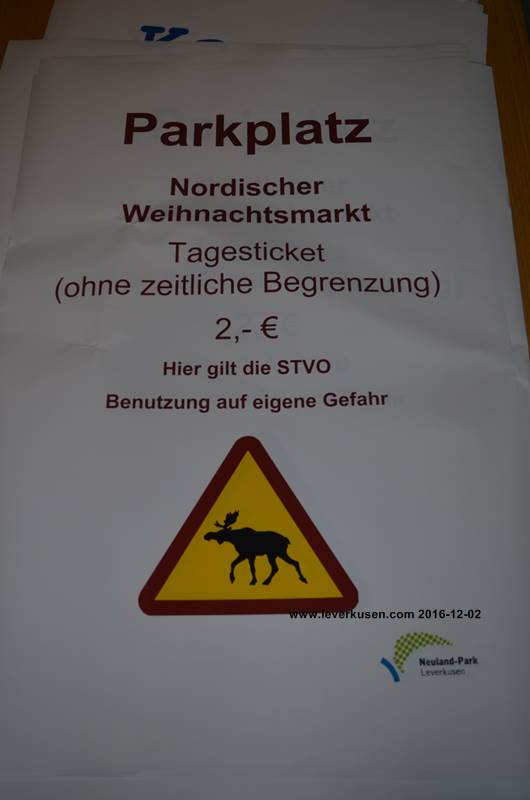 Parkplatz
Nordischer
Weihnachtsmarkt
Tagesticket
(ohne zeitliche Begrenzung)
2,- €
Hier gilt die STVO
Benutzung auf eigene Gefahr
www.leverkusen.com 2016-12-02
Neuland-Park
Leverkusen